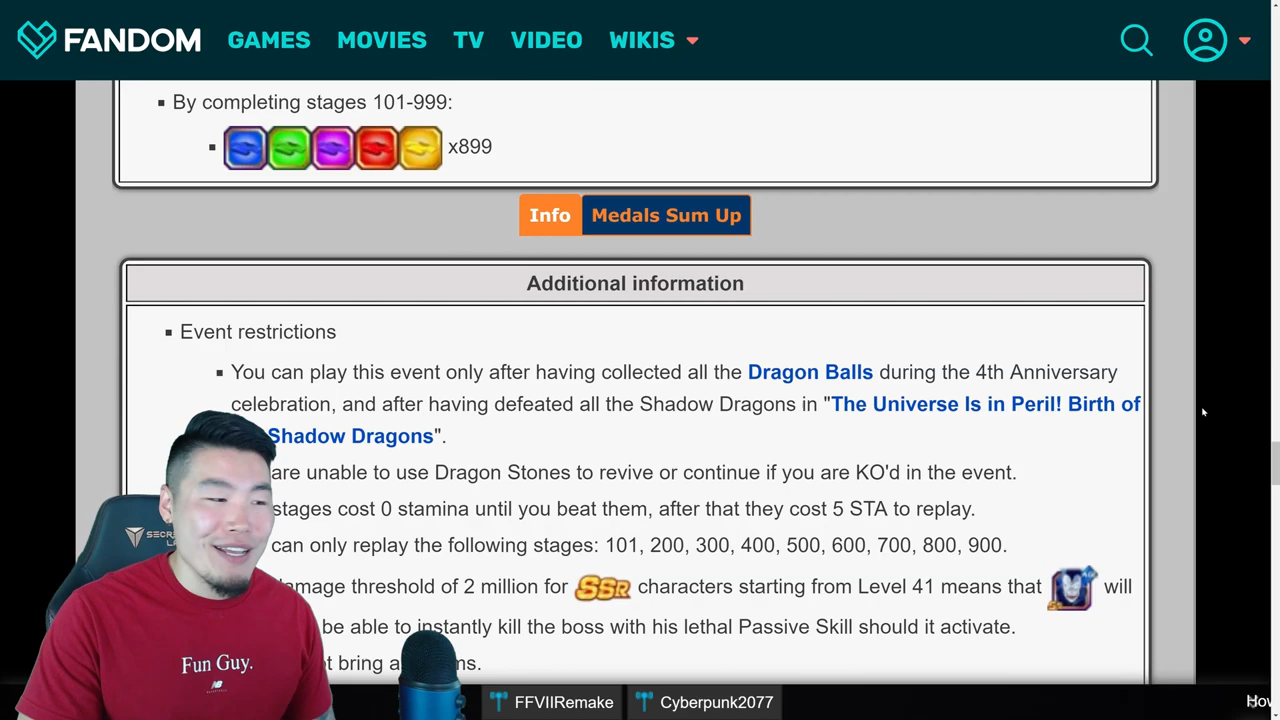 FANDOM GAMES MOVIES TV VIDEO WIKIS
By completing stages 101-999:
x899
Info Medals Sum Up
Additional information
Event restrictions
You can play this event only after having collected all the Dragon Balls during the 4th Anniversary
celebration, and after having defeated all the Shadow Dragons in "The Universe Is in Peril! Birth of
Shadow Dragons".
are unable to use Dragon Stones to revive or continue if you are KO'd in the event.
stages cost 0 stamina until you beat them, after that they cost 5 STA to replay.
can only replay the following stages: 101, 200, 300, 400, 500, 600, 700, 800, 900.
threshold of 2 million for SSR characters starting from Level 41 means that will
be able to instantly kill the boss with his lethal Passive Skill should it activate.
bring
Fun Guy.
FFVIIRemake Cyberpunk2077